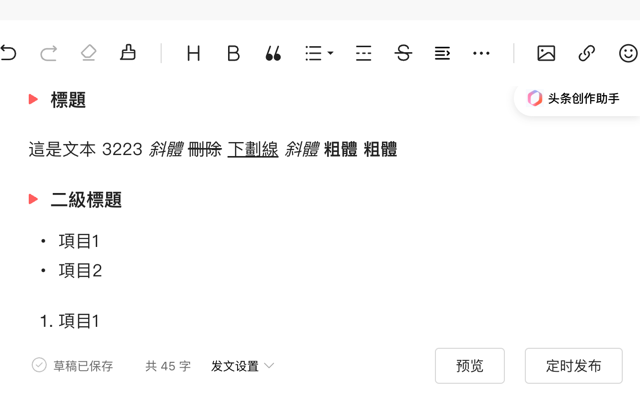 H B S
头条创作助手
標題
這是文本 3223 斜體 刪除 下劃線 斜體 粗體 粗體
二級標題
• 項目1
• 項目2
1. 項目1
草稿已保存 共 45 字 发文设置 预览 定时发布